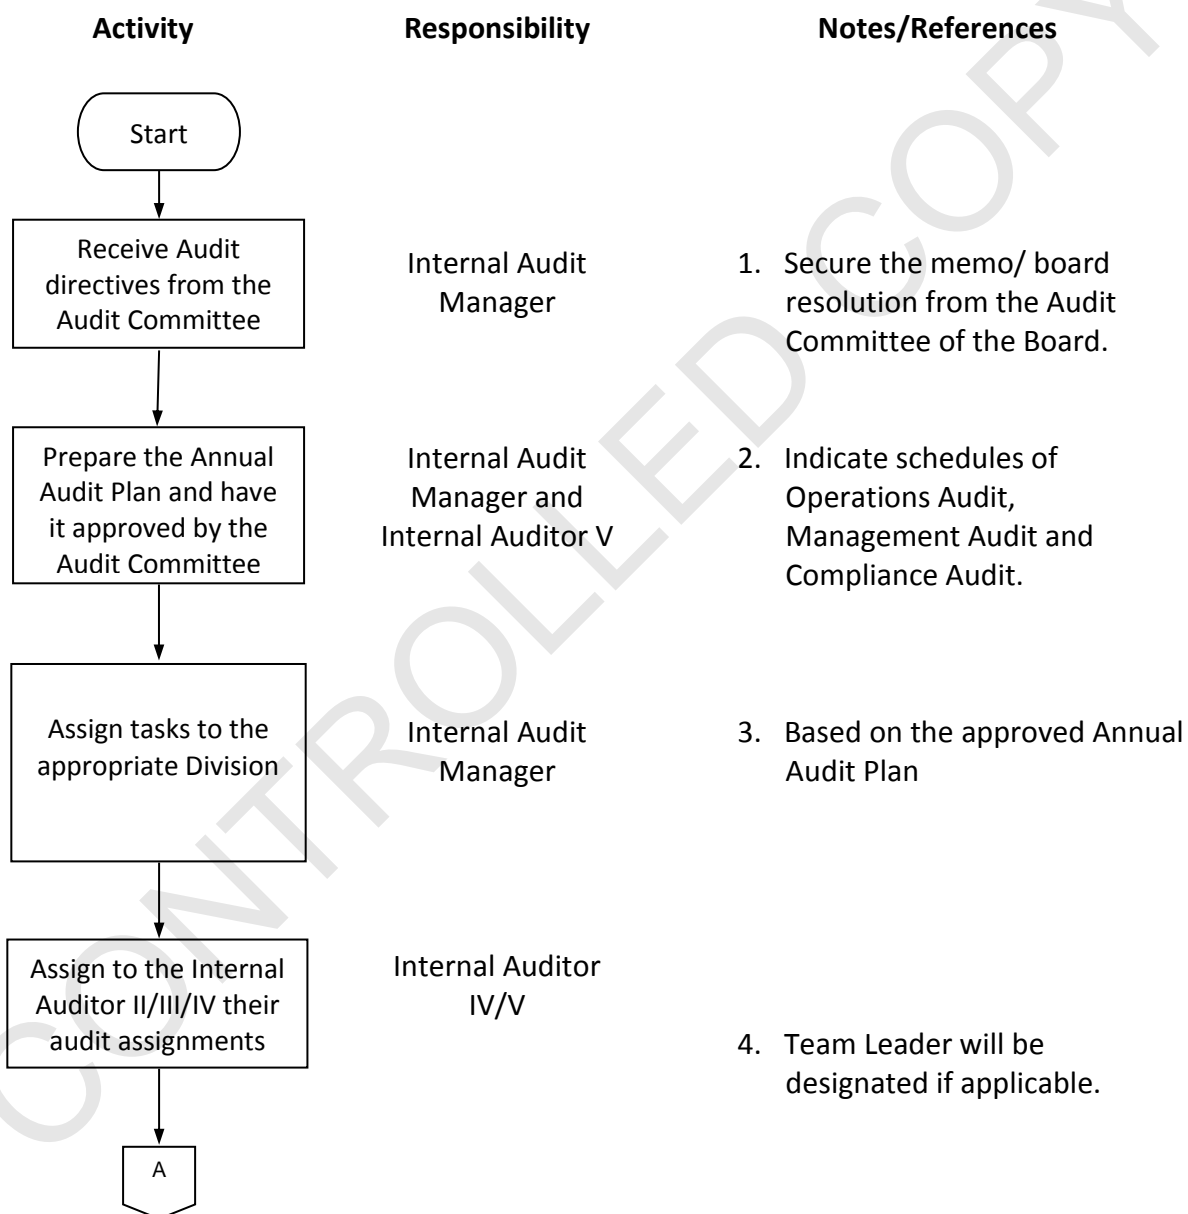 Activity Responsibility Notes/References
Start
Receive Audit
directives from the
Audit Committee
Internal Audit
Manager
1. Secure the memo/ board
resolution from the Audit
Committee of the Board.
Prepare the Annual
Audit Plan and have
it approved by the
Audit Committee
Internal Audit
Manager and
Internal Auditor V
2. Indicate schedules of
Operations Audit,
Management Audit and
Compliance Audit.
Assign tasks to the
appropriate Division
Internal Audit
Manager
3. Based on the approved Annual
Audit Plan
Assign to the Internal
Auditor II/III/IV their
audit assignments
Internal Auditor
IV/V
4. Team Leader will be
designated if applicable.
A
CONTROLLED COPY